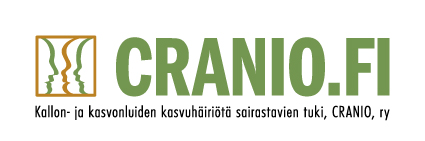 CRANIO.FI
Kallon- ja kasvonluiden kasvuhäiriötä sairastavien tuki, CRANIO, ry